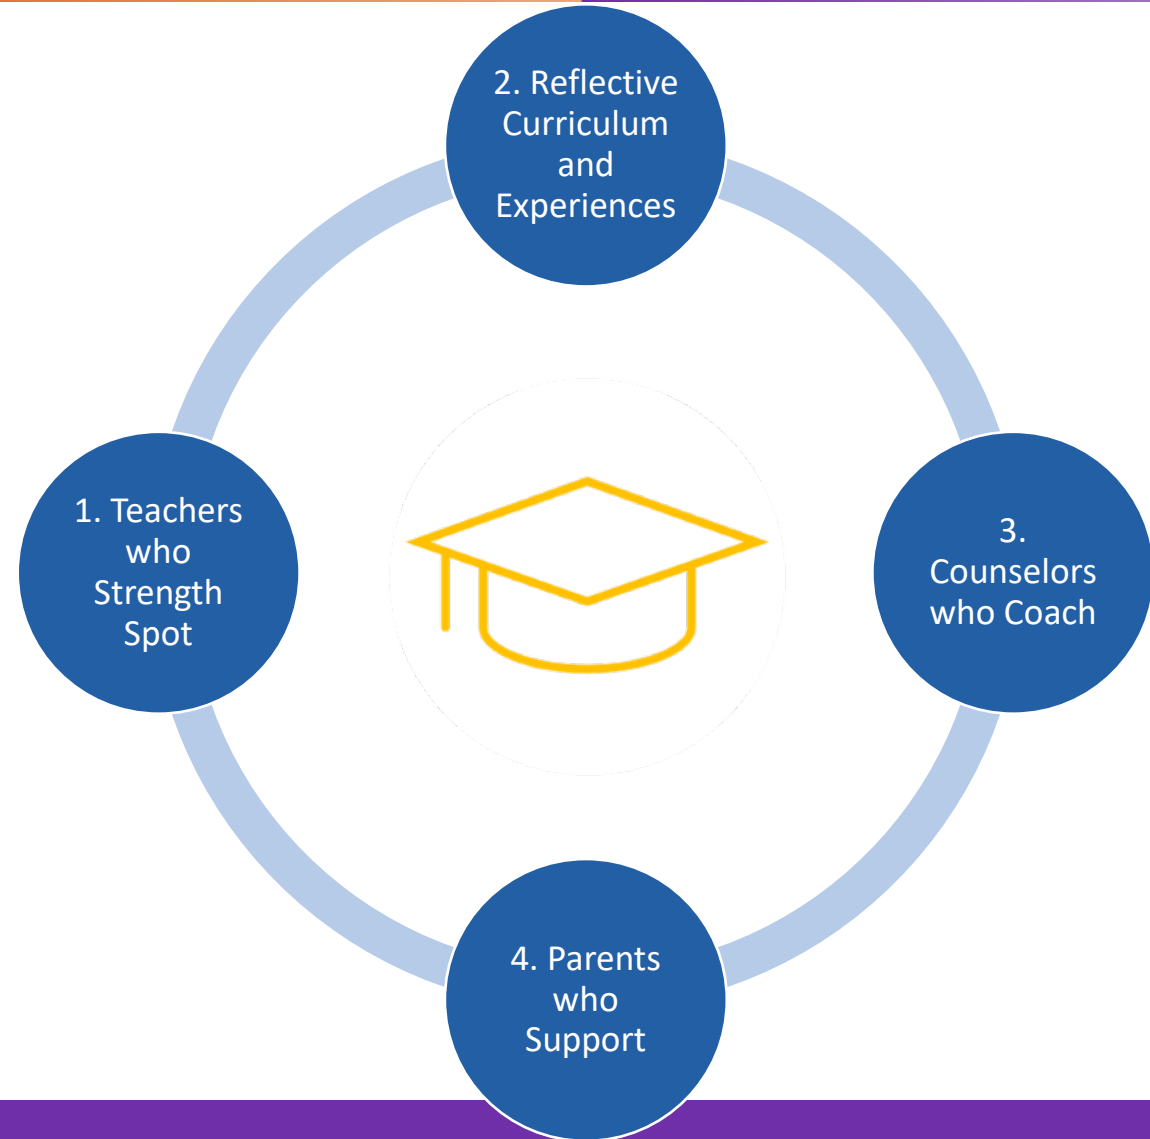 2. Reflective
Curriculum
and
Experiences
1. Teachers
who
Strength
Spot
3.
Counselors
who Coach
4. Parents
who
Support